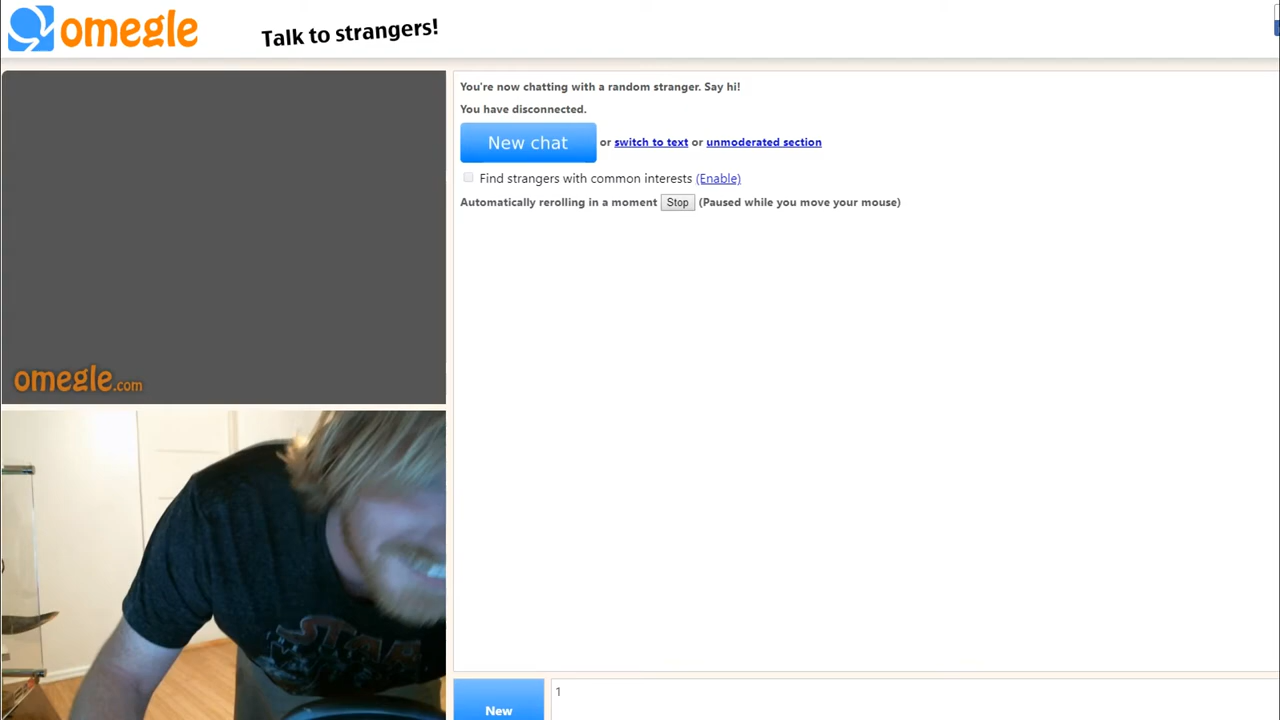 omegle
Talk to strangers!
You're now chatting with a random stranger. Say hi!
You have disconnected.
New chat or switch to text or unmoderated section
Find strangers with common interests (Enable)
Automatically rerolling in a moment Stop (Paused while you move your mouse)
omegle.com
STAR
New
1